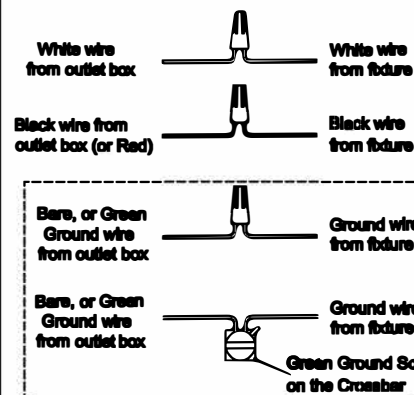 White wire
from outlet box
White wire
from fixture
Black wire from
outlet box (or Red)
Black wire
from fixture
Bare, or Green
Ground wire
from outlet box
Ground wire
from fixture
Bare, or Green
Ground wire
from outlet box
Ground wire
from fixture
Green Ground
on the Crossbar